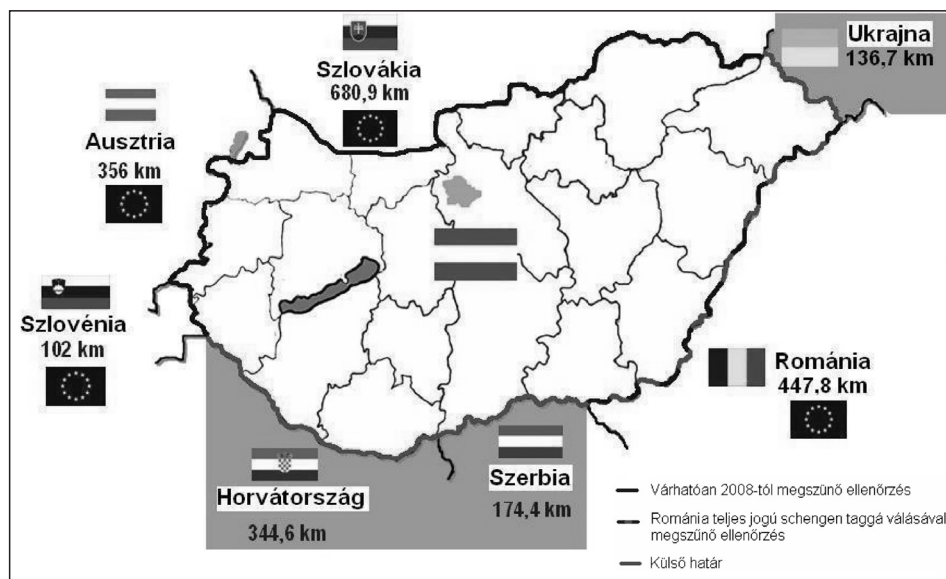 Ukrajna
136,7 km
Szlovákia
680,9 km
Ausztria
356 km
Szlovénia
102 km
Románia
447,8 km
Szerbia
174,4 km
Horvátország
344,6 km
Várhatóan 2008-tól megszűnő ellenőrzés
Románia teljes jogú schengen taggá válásával
megszűnő ellenőrzés
Külső határ